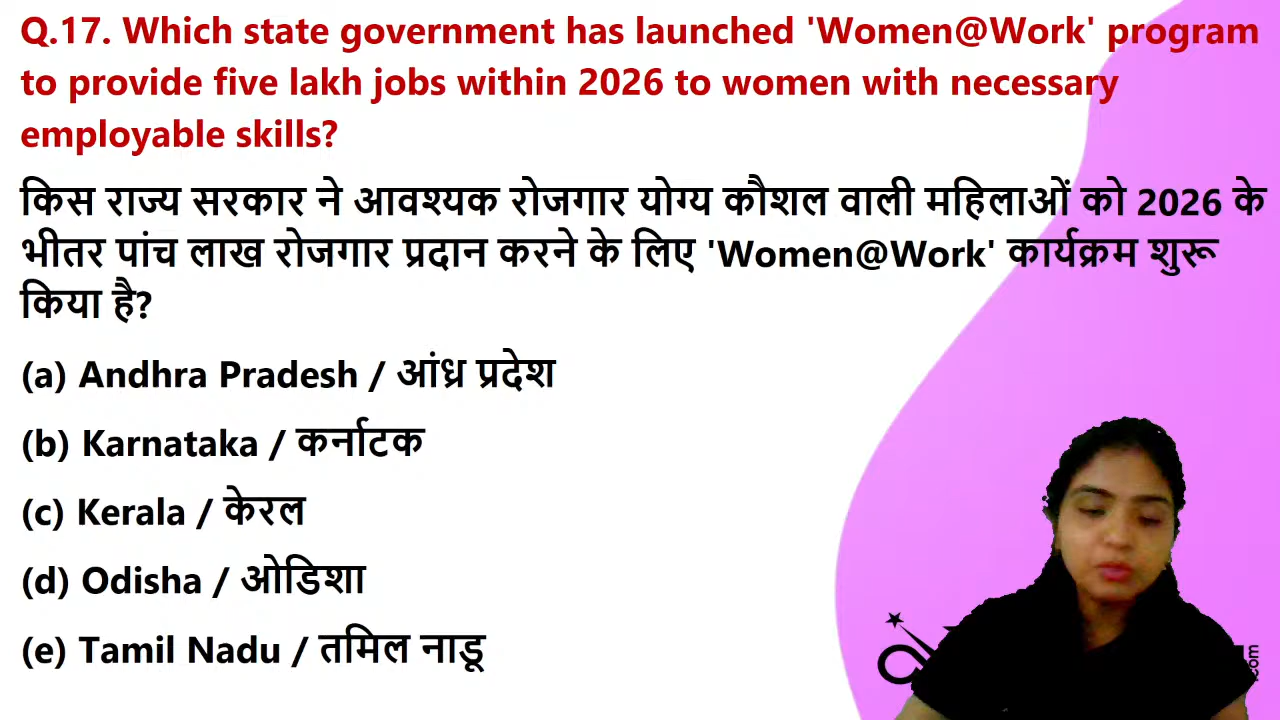 Q.17. Which state government has launched 'Women@Work' program
to provide five lakh jobs within 2026 to women with necessary
employable skills?
किस राज्य सरकार ने आवश्यक रोजगार योग्य कौशल वाली महिलाओं को 2026 के
भीतर पांच लाख रोजगार प्रदान करने के लिए 'Women@Work' कार्यक्रम शुरू
किया है?
(a) Andhra Pradesh / आंध्र प्रदेश
(b) Karnataka / कर्नाटक
(c) Kerala / केरल
(d) Odisha / ओडिशा
(e) Tamil Nadu / तमिल नाडू